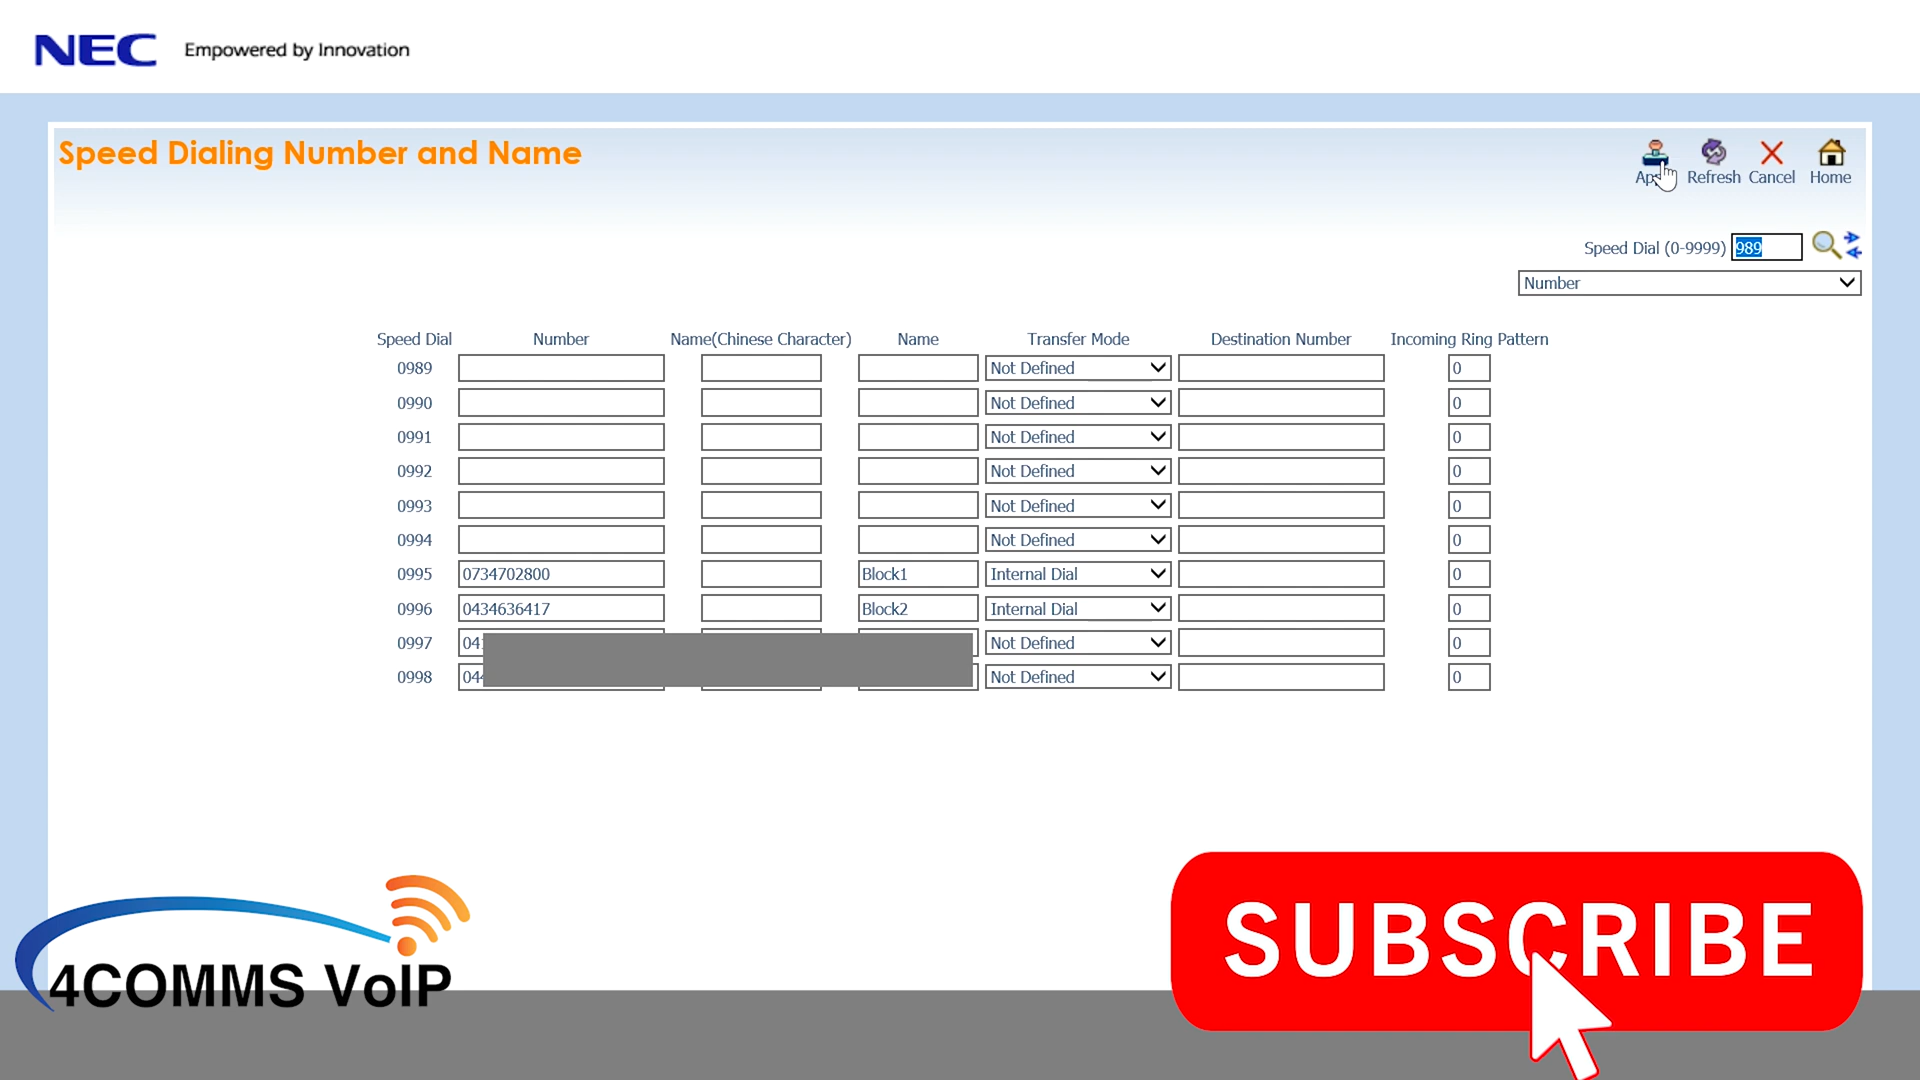 NEC Empowered by Innovation
Speed Dialing Number and Name
Refresh Cancel Home
Speed Dial (0-9999) 989
Number
Speed Dial Number Name(Chinese Character) Name Transfer Mode Destination Number Incoming Ring Pattern
0989 Not Defined 0
0990 Not Defined 0
0991 Not Defined 0
0992 Not Defined 0
0993 Not Defined 0
0994 Not Defined 0
0995 0734702800 Block1 Internal Dial 0
0996 0434636417 Block2 Internal Dial 0
0997 Not Defined 0
0998 Not Defined 0
4COMMS VoIP
SUBSCRIBE